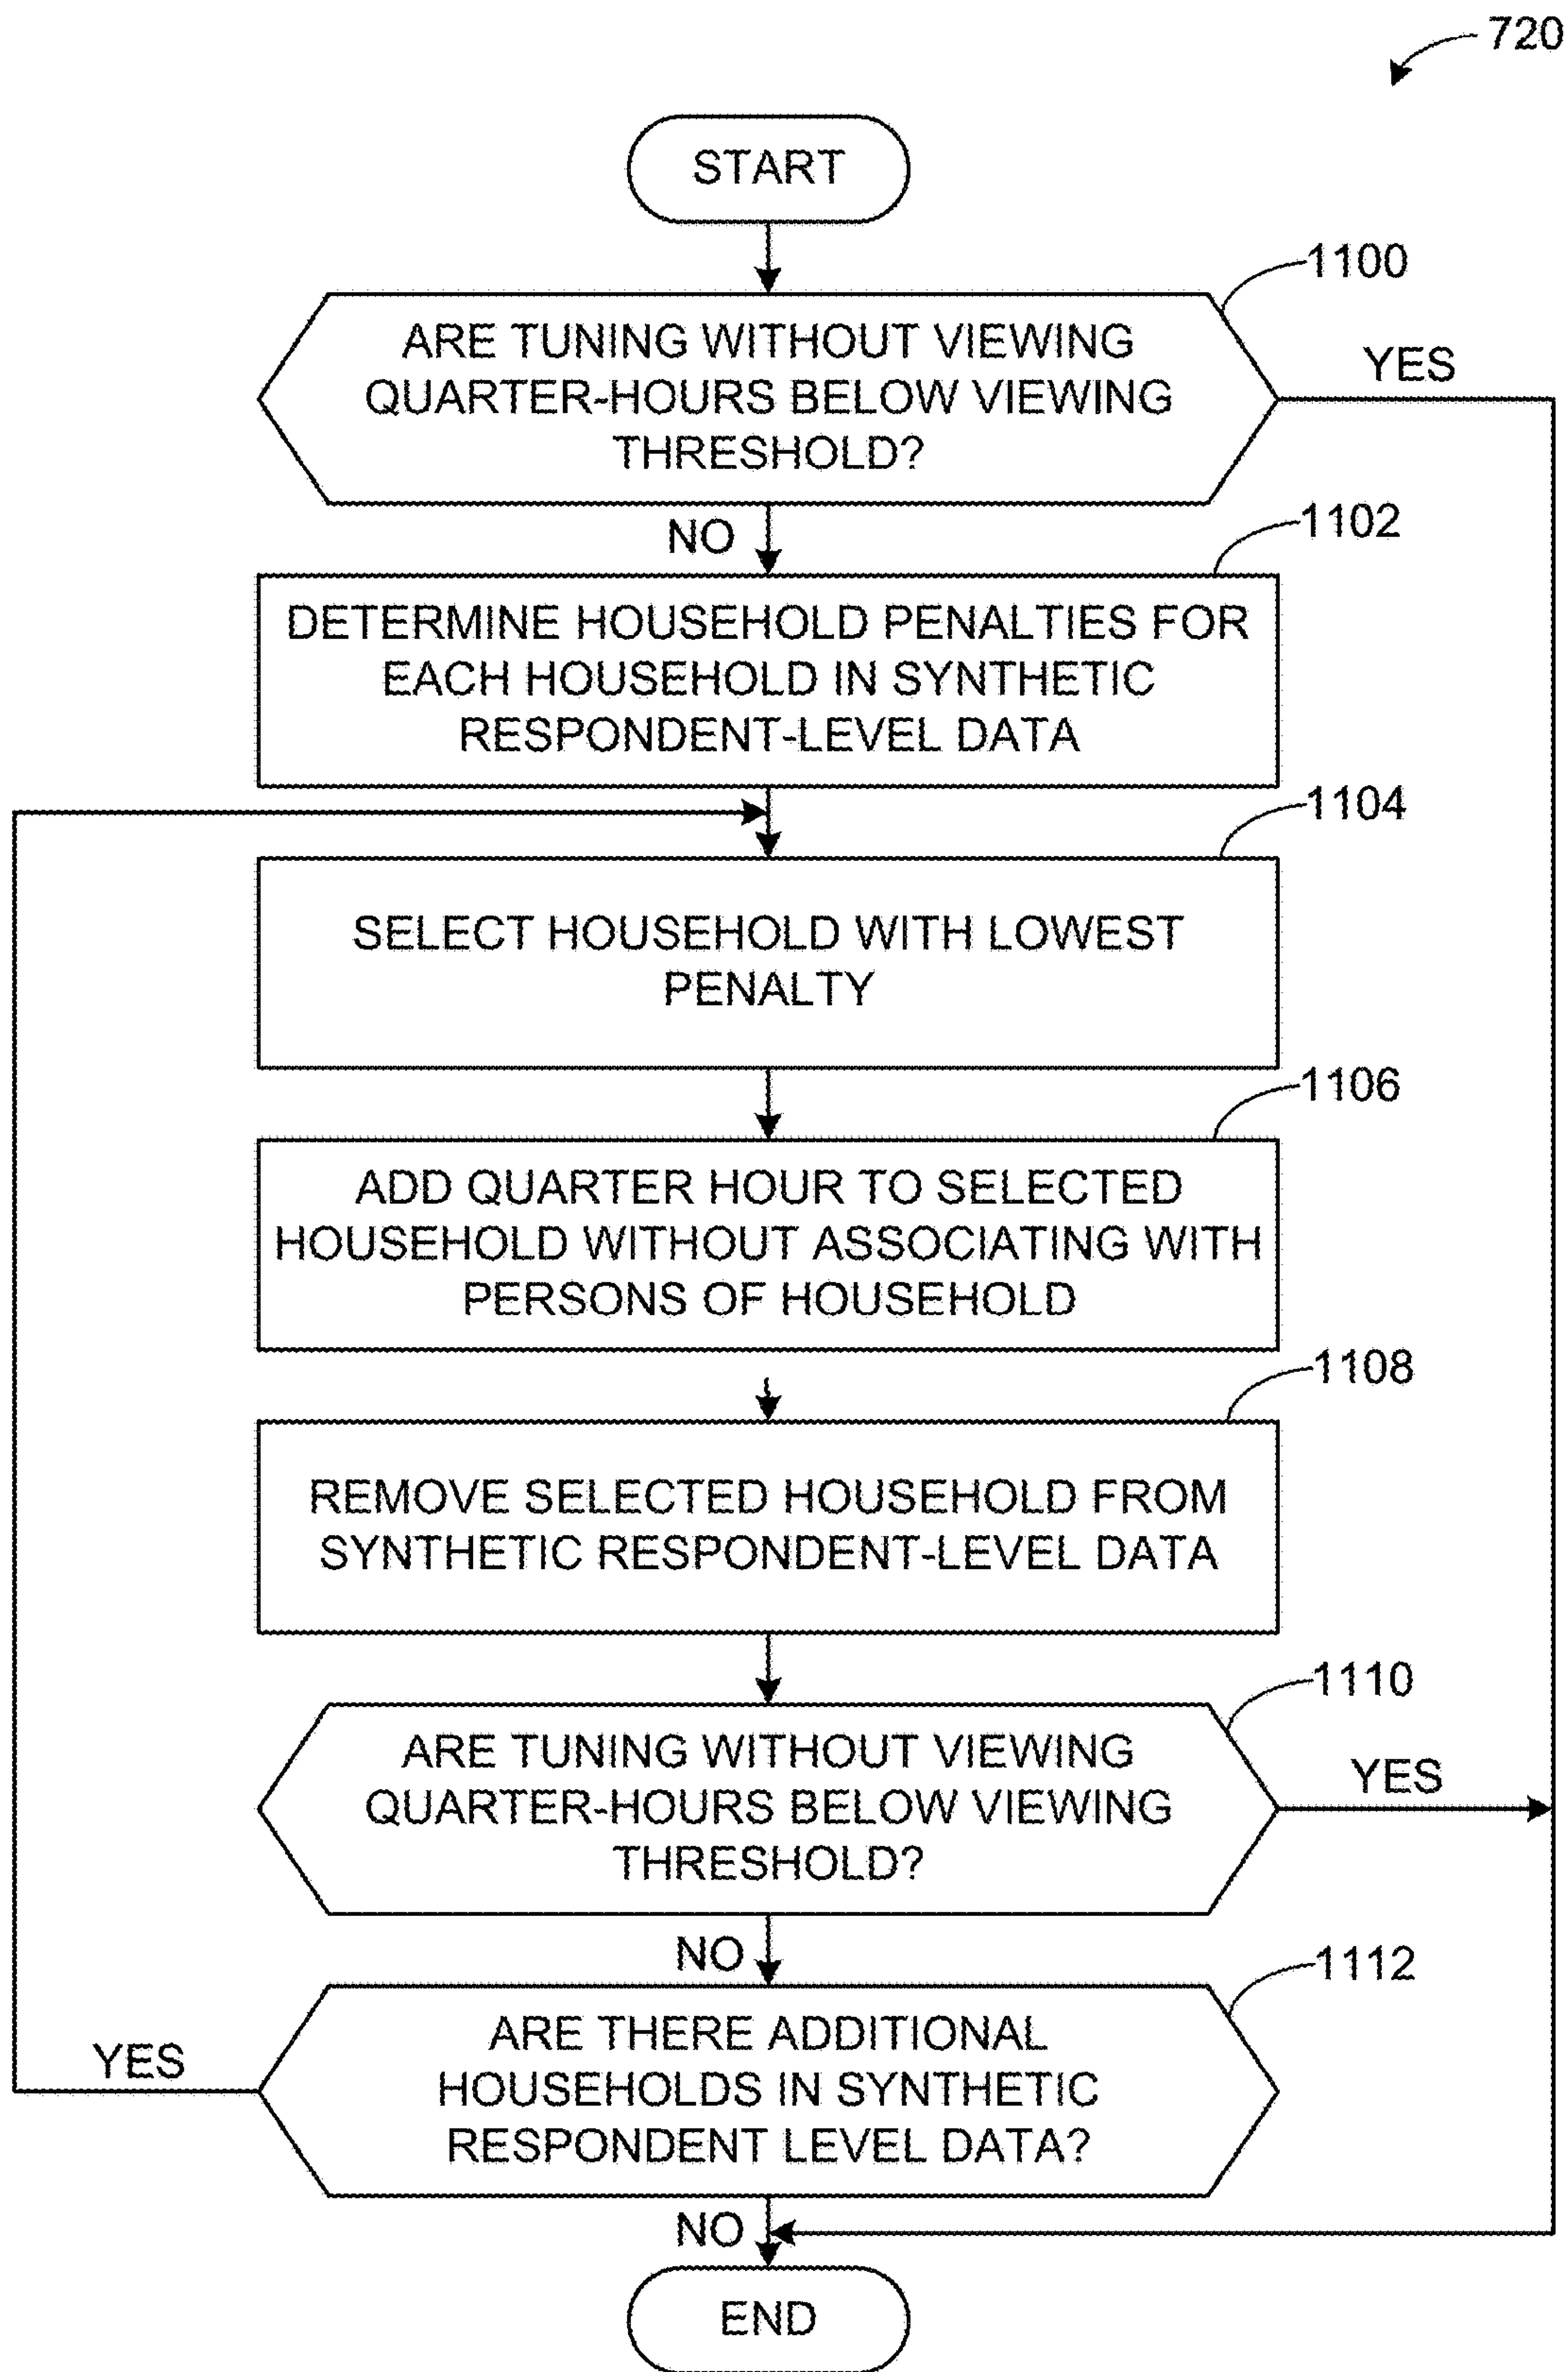 720
START
1100
ARE TUNING WITHOUT VIEWING
QUARTER-HOURS BELOW VIEWING
THRESHOLD?
YES
NO
1102
DETERMINE HOUSEHOLD PENALTIES FOR
EACH HOUSEHOLD IN SYNTHETIC
RESPONDENT-LEVEL DATA
1104
SELECT HOUSEHOLD WITH LOWEST
PENALTY
1106
ADD QUARTER HOUR TO SELECTED
HOUSEHOLD WITHOUT ASSOCIATING WITH
PERSONS OF HOUSEHOLD
1108
REMOVE SELECTED HOUSEHOLD FROM
SYNTHETIC RESPONDENT-LEVEL DATA
1110
ARE TUNING WITHOUT VIEWING
QUARTER-HOURS BELOW VIEWING
THRESHOLD?
YES
NO
1112
ARE THERE ADDITIONAL
HOUSEHOLDS IN SYNTHETIC
RESPONDENT LEVEL DATA?
YES
NO
END